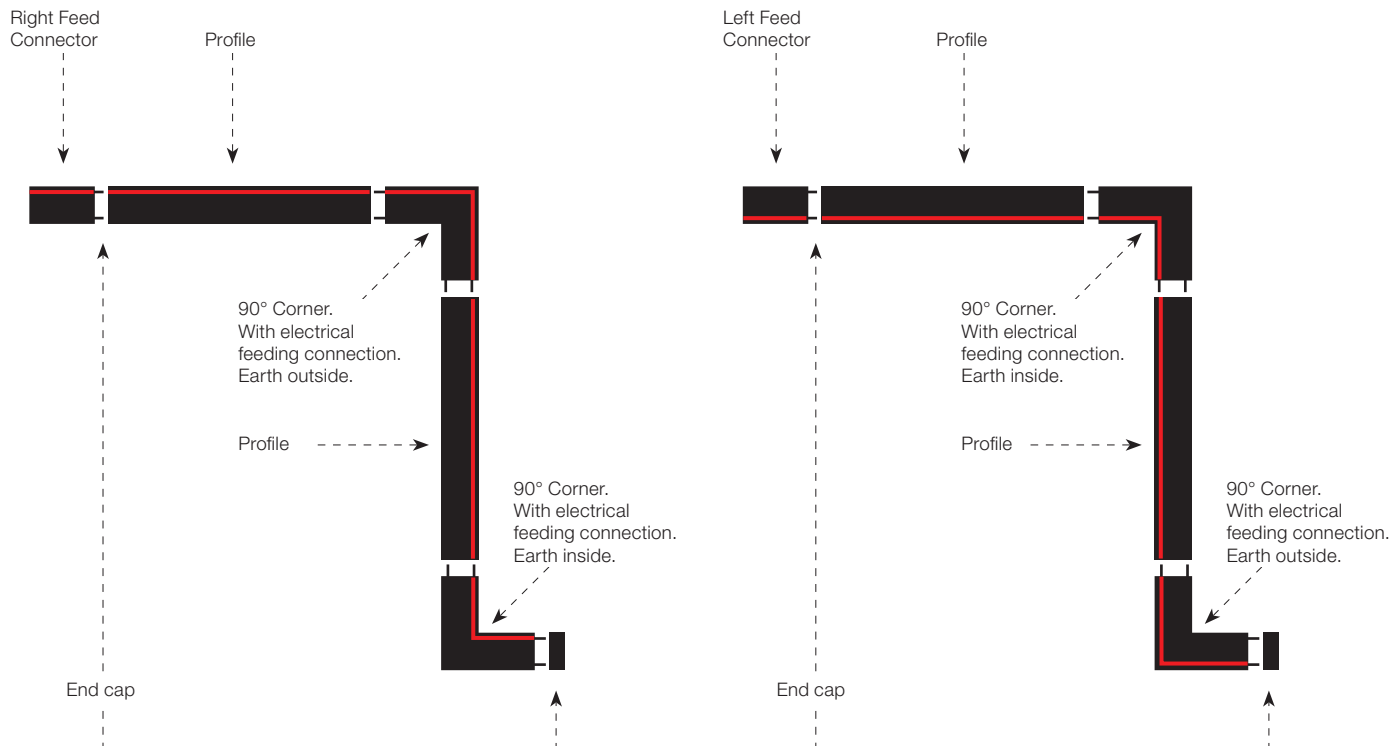 Right Feed
Connector
Profile
90° Corner.
With electrical
feeding connection.
Earth outside.
Profile
90° Corner.
With electrical
feeding connection.
Earth inside.
End cap
Left Feed
Connector
Profile
90° Corner.
With electrical
feeding connection.
Earth inside.
Profile
90° Corner.
With electrical
feeding connection.
Earth outside.
End cap